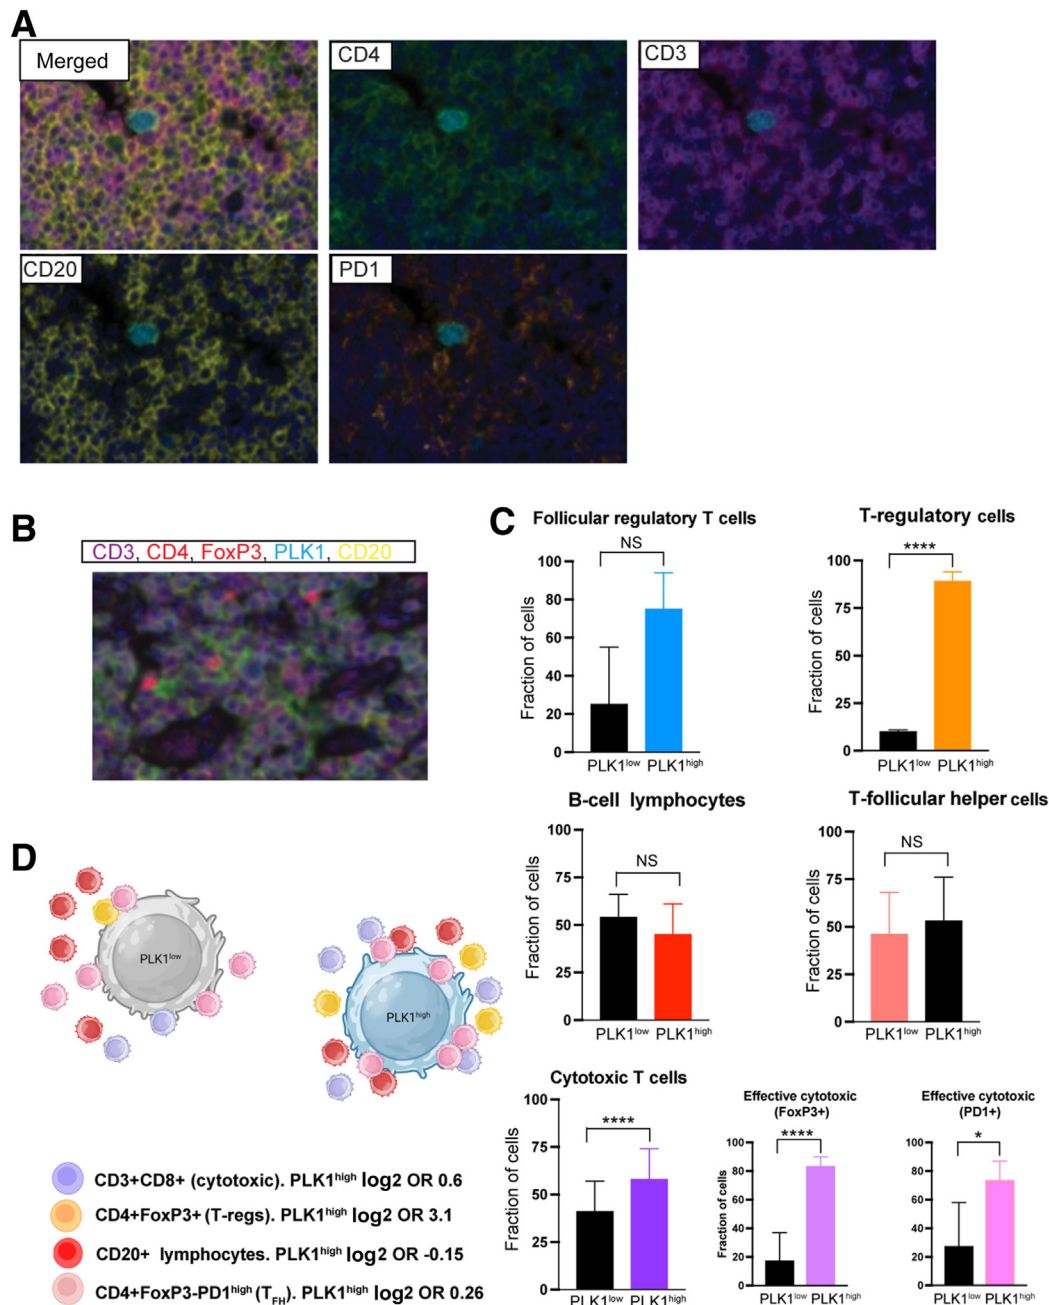 A
Merged
CD4
CD3
CD20
PD1
B
CD3, CD4, FoxP3, PLK1, CD20
C
Follicular regulatory T cells
NS
Fraction of cells
100
80
60
40
20
0
PLK1low PLK1high
T-regulatory cells
****
Fraction of cells
100
75
50
25
0
PLK1low PLK1high
B-cell lymphocytes
NS
Fraction of cells
100
75
50
25
0
PLK1low PLK1high
T-follicular helper cells
NS
Fraction of cells
100
75
50
25
0
PLK1low PLK1high
Cytotoxic T cells
****
Fraction of cells
100
75
50
25
0
PLK1low PLK1high
Effective cytotoxic
(FoxP3+)
****
Fraction of cells
100
80
60
40
20
0
PLK1low PLK1high
Effective cytotoxic
(PD1+)
*
Fraction of cells
100
80
60
40
20
0
PLK1low PLK1high
D
PLK1low
PLK1high
CD3+CD8+ (cytotoxic). PLK1high log2 OR 0.6
CD4+FoxP3+ (T-regs). PLK1high log2 OR 3.1
CD20+ lymphocytes. PLK1high log2 OR -0.15
CD4+FoxP3-PD1high (TFH). PLK1high log2 OR 0.26